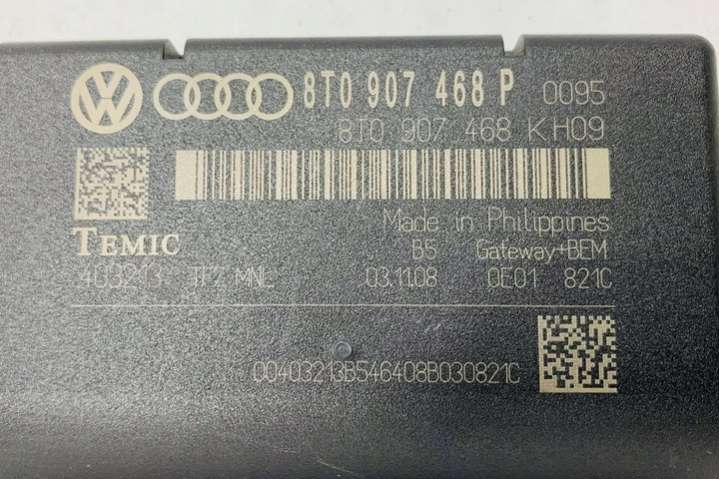 8T0 907 468 P 0095
8T0 907 468 K H09
Made in Philippines
TEMIC B5 Gateway+BEM
403213 TFZ MNL 03.11.08 0E01 821C
00403213B546408B030821C